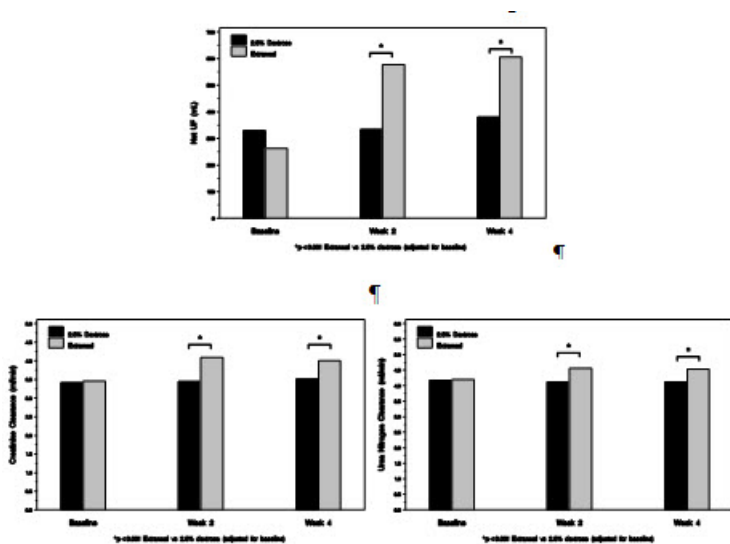 2.5% Dextrose
Extraneal
*
*
Net UF (mL)
Baseline
Week 2
Week 4
*p <0.001 Extraneal vs 2.5% dextrose (adjusted for baseline)
¶
¶
2.5% Dextrose
Extraneal
*
*
Creatinine Clearance (mL/min)
Baseline
Week 2
Week 4
*p <0.001 Extraneal vs 2.5% dextrose (adjusted for baseline)
2.5% Dextrose
Extraneal
*
*
Urea Nitrogen Clearance (mL/min)
Baseline
Week 2
Week 4
*p <0.001 Extraneal vs 2.5% dextrose (adjusted for baseline)